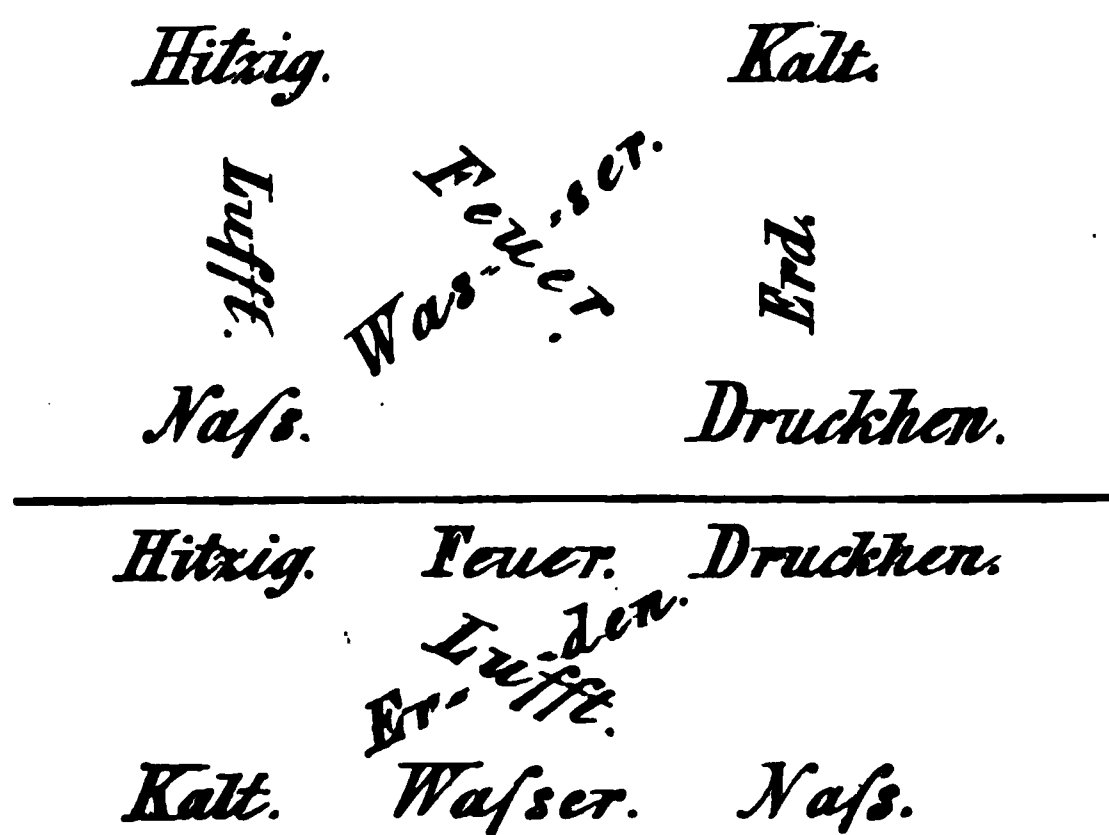 Hitzig. Kalt.
Lufft.
Feuer.
Was- -ser.
Erd.
Naſs. Druckhen.
Hitzig. Feuer. Druckhen.
Lufft.
Er- -den.
Kalt. Waſser. Naſs.